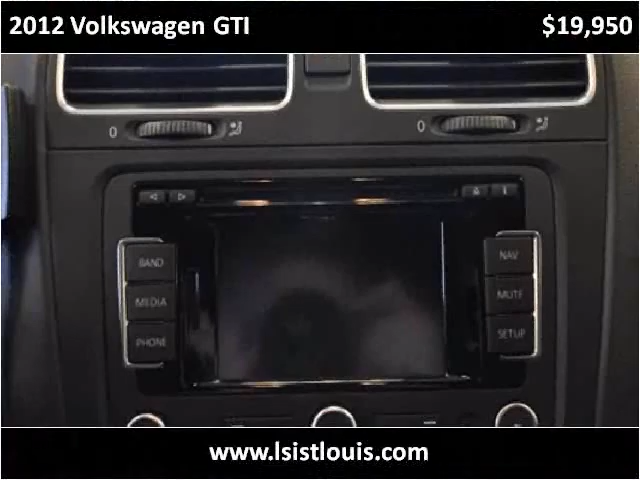 2012 Volkswagen GTI $19,950
0 0
BAND NAV
MEDIA MUTE
PHONE SETUP
www.lsistlouis.com